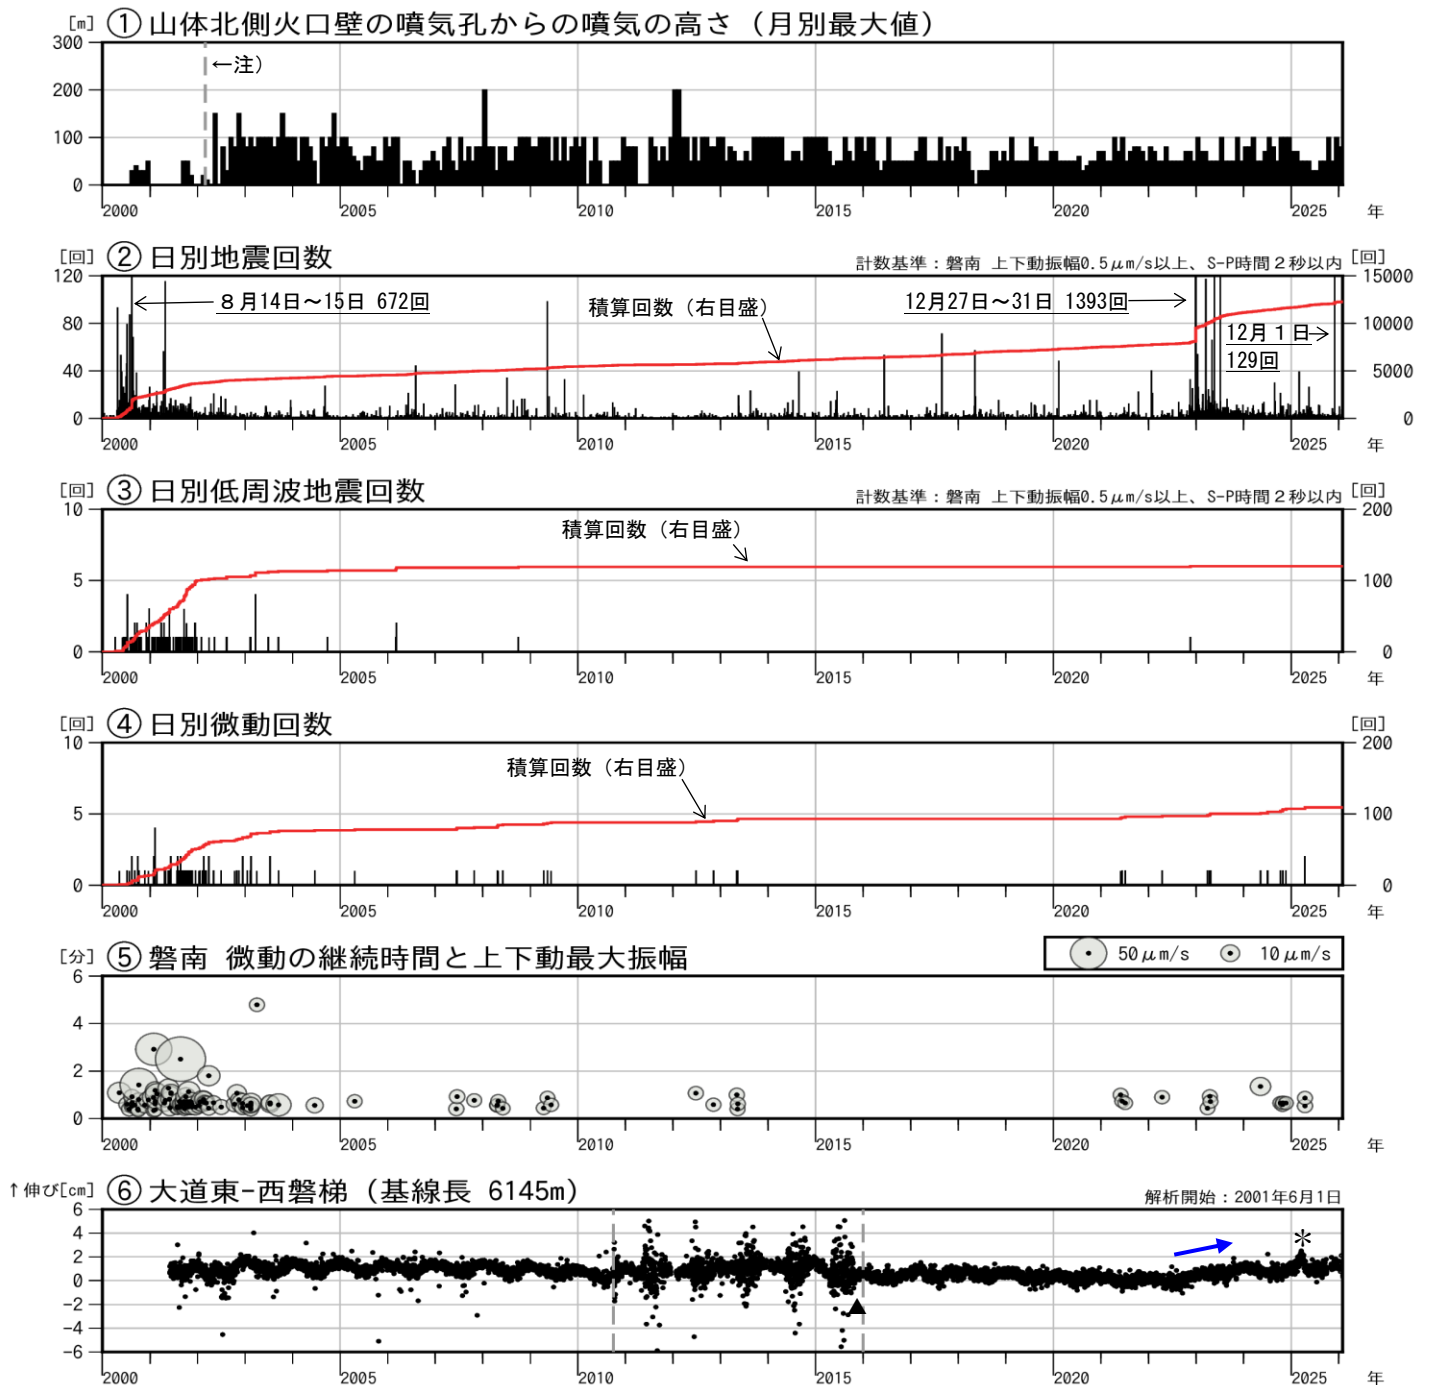 [m] ①山体北側火口壁の噴気孔からの噴気の高さ（月別最大値）
300
←注）
200
100
0
2000 2005 2010 2015 2020 2025 年
[回] ②日別地震回数
計数基準：磐南 上下動振幅0.5μm/s以上、S-P時間２秒以内 [回]
120 15000
８月14日～15日 672回
積算回数（右目盛）
12月27日～31日 1393回
80 10000
12月１日
129回
40 5000
0 0
2000 2005 2010 2015 2020 2025 年
[回] ③日別低周波地震回数
計数基準：磐南 上下動振幅0.5μm/s以上、S-P時間２秒以内 [回]
10 200
積算回数（右目盛）
5 100
0 0
2000 2005 2010 2015 2020 2025 年
[回] ④日別微動回数 [回]
10 200
積算回数（右目盛）
5 100
0 0
2000 2005 2010 2015 2020 2025 年
[分] ⑤磐南 微動の継続時間と上下動最大振幅
50μm/s 10μm/s
6
4
2
0
2000 2005 2010 2015 2020 2025 年
↑伸び[cm] ⑥大道東−西磐梯（基線長 6145m）
解析開始：2001年6月1日
6
4
＊
2
0
-2
▲
-4
-6
2000 2005 2010 2015 2020 2025 年